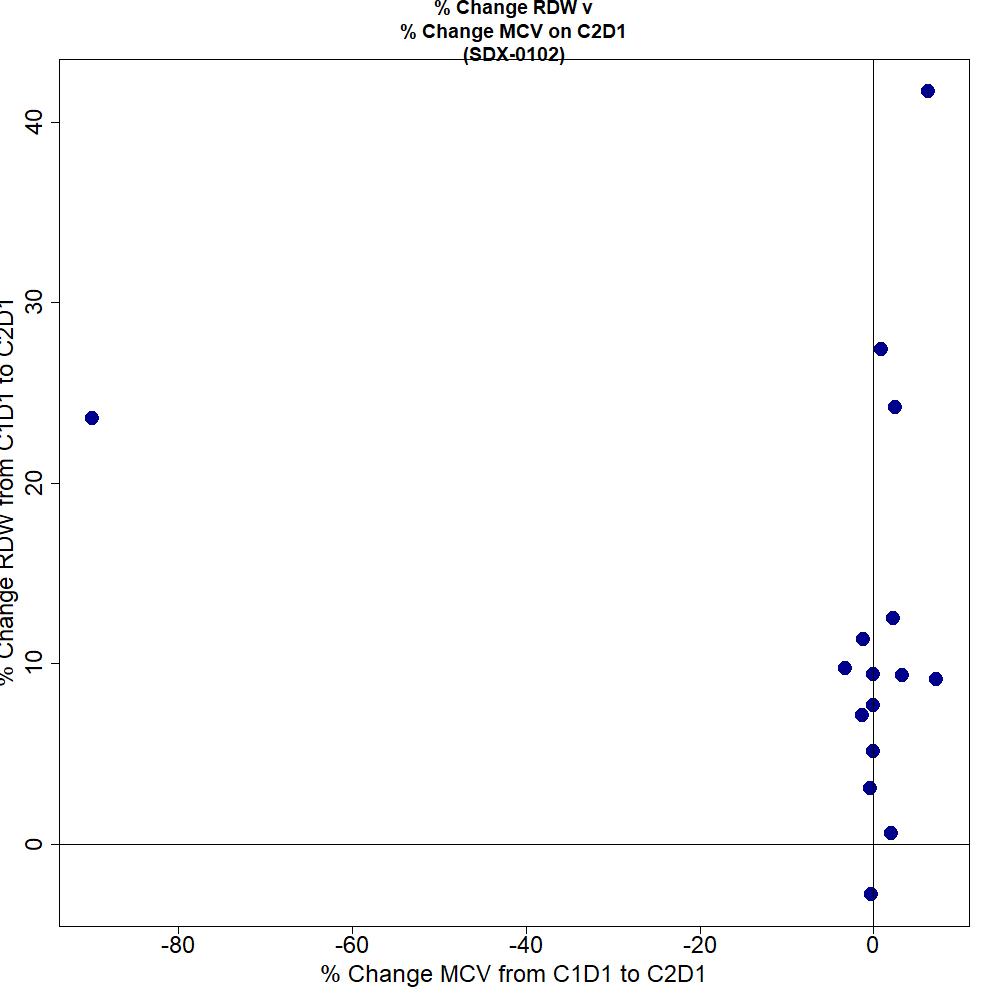 % Change RDW v
% Change MCV on C2D1
(SDX-0102)
% Change RDW from C1D1 to C2D1
40
30
20
10
0
-80
-60
-40
-20
0
% Change MCV from C1D1 to C2D1